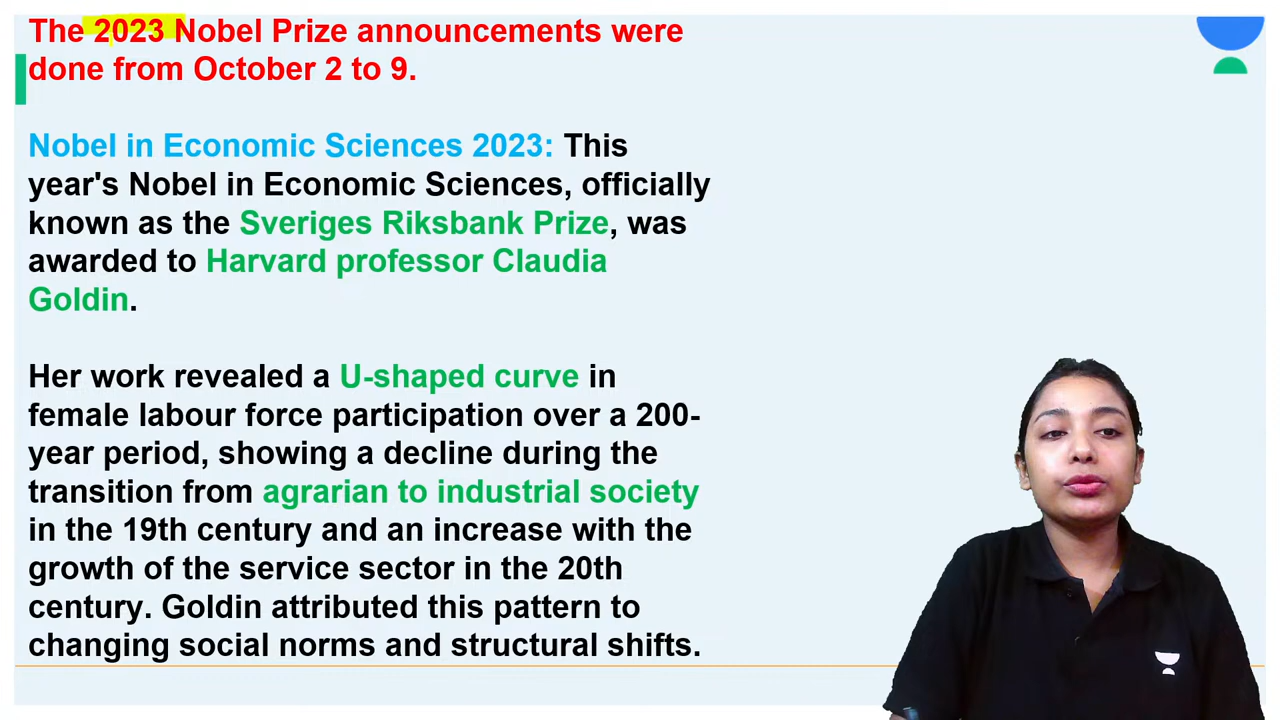 The 2023 Nobel Prize announcements were
done from October 2 to 9.
Nobel in Economic Sciences 2023: This
year's Nobel in Economic Sciences, officially
known as the Sveriges Riksbank Prize, was
awarded to Harvard professor Claudia
Goldin.
Her work revealed a U-shaped curve in
female labour force participation over a 200-
year period, showing a decline during the
transition from agrarian to industrial society
in the 19th century and an increase with the
growth of the service sector in the 20th
century. Goldin attributed this pattern to
changing social norms and structural shifts.